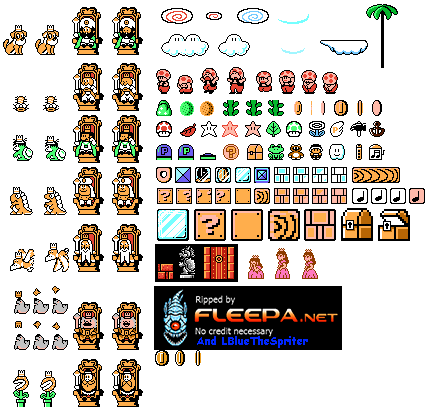 P P
?
? ?
?
Ripped by
FLEEPA.NET
No credit necessary
And LBlueTheSpriter